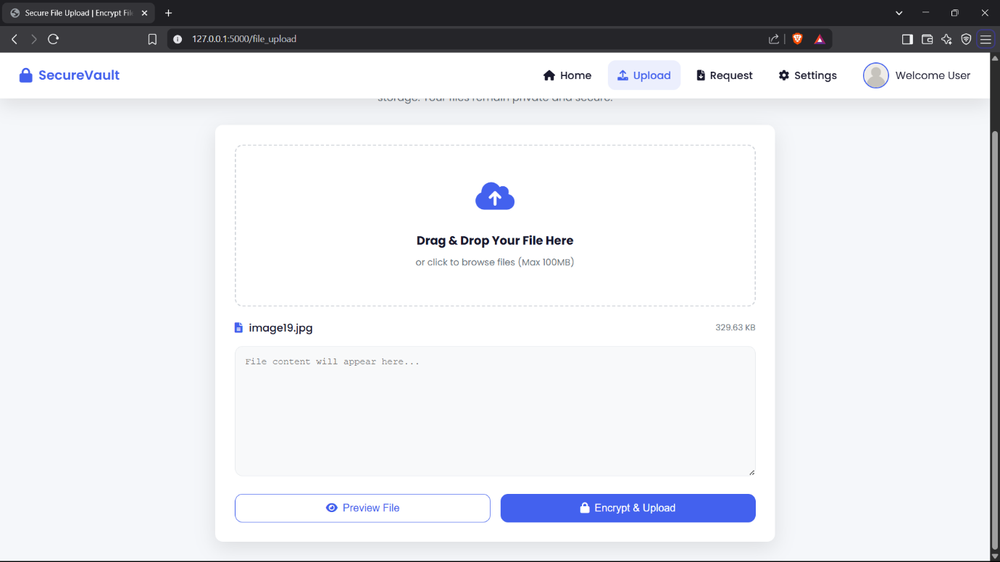 Secure File Upload | Encrypt File
127.0.0.1:5000/file_upload
SecureVault
Home
Upload
Request
Settings
Welcome User
storage. Your files remain private and secure.
Drag & Drop Your File Here
or click to browse files (Max 100MB)
image19.jpg
329.63 KB
File content will appear here...
Preview File
Encrypt & Upload